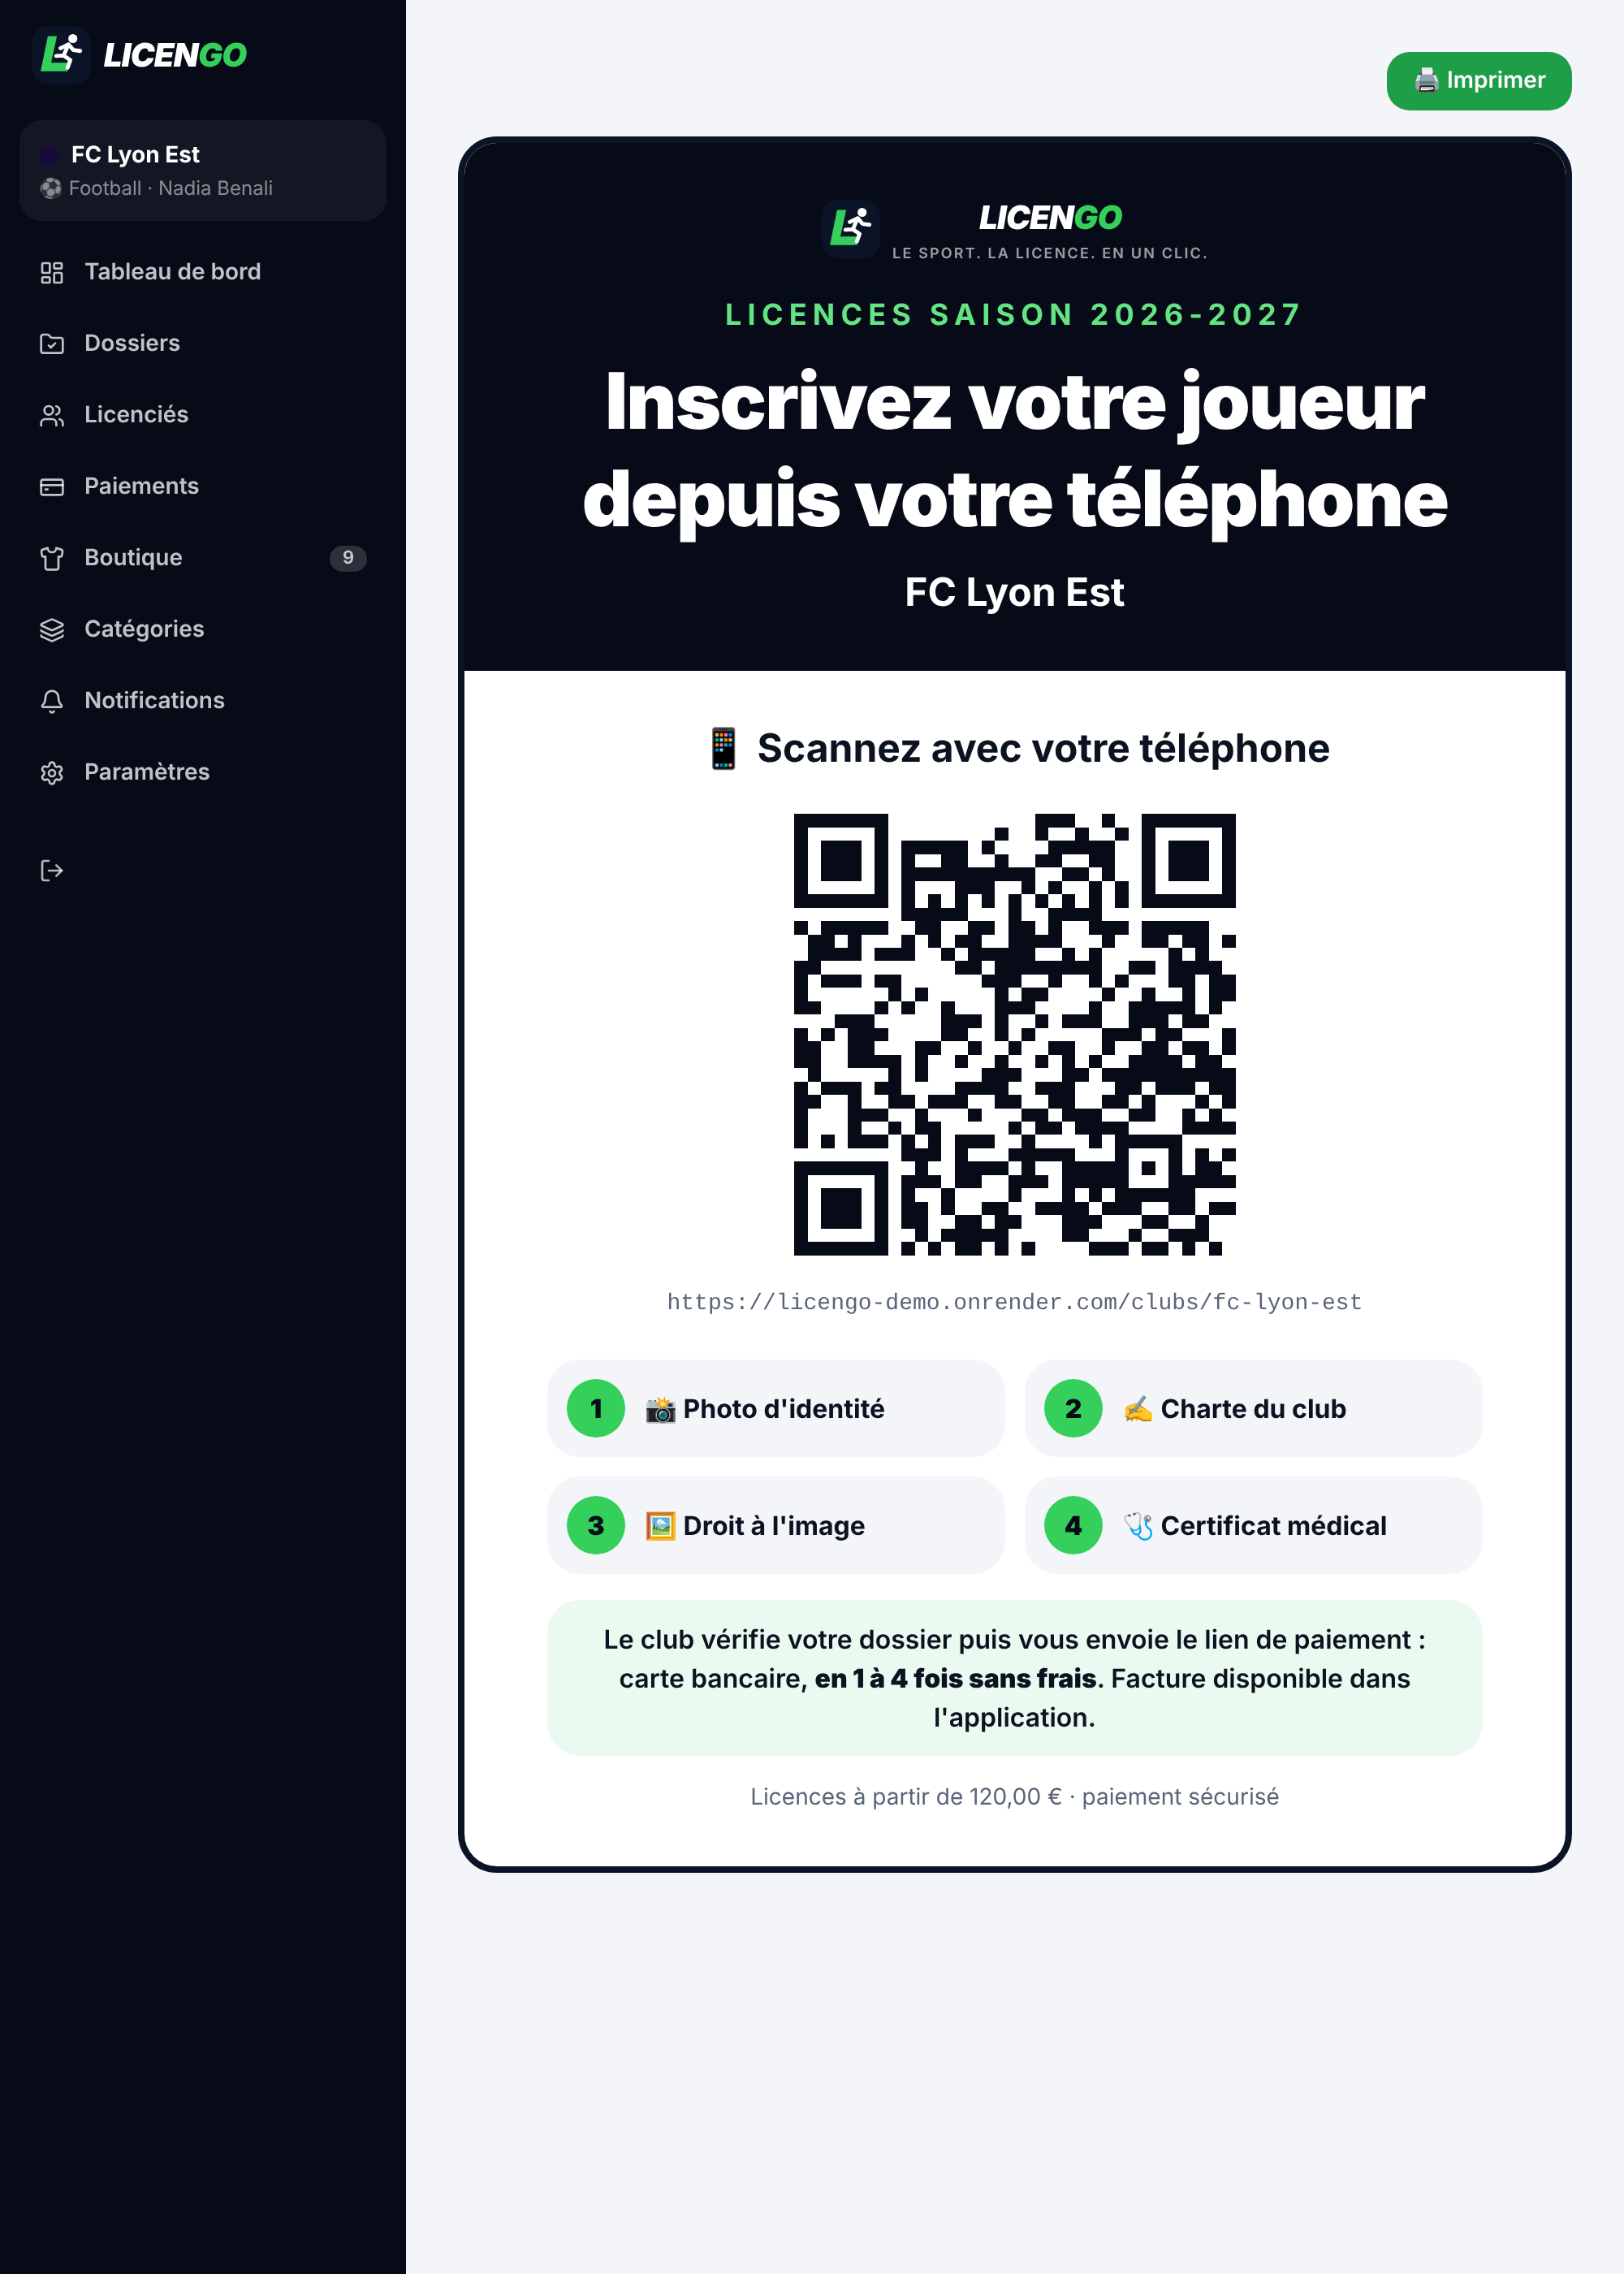 LICENGO
FC Lyon Est
Football · Nadia Benali
Tableau de bord
Dossiers
Licenciés
Paiements
Boutique 9
Catégories
Notifications
Paramètres
Imprimer
LICENGO
LE SPORT. LA LICENCE. EN UN CLIC.
LICENCES SAISON 2026-2027
Inscrivez votre joueur
depuis votre téléphone
FC Lyon Est
Scannez avec votre téléphone
https://licengo-demo.onrender.com/clubs/fc-lyon-est
1 Photo d'identité
2 Charte du club
3 Droit à l'image
4 Certificat médical
Le club vérifie votre dossier puis vous envoie le lien de paiement :
carte bancaire, en 1 à 4 fois sans frais. Facture disponible dans
l'application.
Licences à partir de 120,00 € · paiement sécurisé